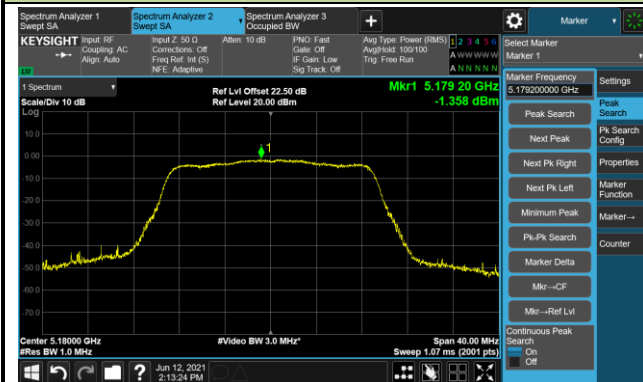 Spectrum Analyzer 1
Swept SA
Spectrum Analyzer 2
Swept SA
Spectrum Analyzer 3
Occupied BW
+
Marker
KEYSIGHT
Input: RF
Coupling: AC
Align: Auto
Input Z: 50 Ω
Corrections: Off
Freq Ref: Int (S)
NFE: Adaptive
Atten: 10 dB
PNO: Fast
Gate: Off
IF Gain: Low
Sig Track: Off
Avg Type: Power (RMS)
Avg|Hold: 100/100
Trig: Free Run
1 2 3 4 5 6
A W W W W W
A N N N N N
Select Marker
Marker 1
1 Spectrum
Scale/Div 10 dB
Ref Lvl Offset 22.50 dB
Ref Level 20.00 dBm
Mkr1 5.179 20 GHz
-1.358 dBm
Log
10.0
0.00
-10.0
-20.0
-30.0
-40.0
-50.0
-60.0
-70.0
1
Center 5.18000 GHz
#Res BW 1.0 MHz
#Video BW 3.0 MHz*
Span 40.00 MHz
Sweep 1.07 ms (2001 pts)
Marker Frequency
5.179200000 GHz
Peak Search
Next Peak
Next Pk Right
Next Pk Left
Minimum Peak
Pk-Pk Search
Marker Delta
Mkr→CF
Mkr→Ref Lvl
Continuous Peak
Search
On
Off
Settings
Peak
Search
Pk Search
Config
Properties
Marker
Function
Marker→
Counter
?
Jun 12, 2021
2:13:24 PM